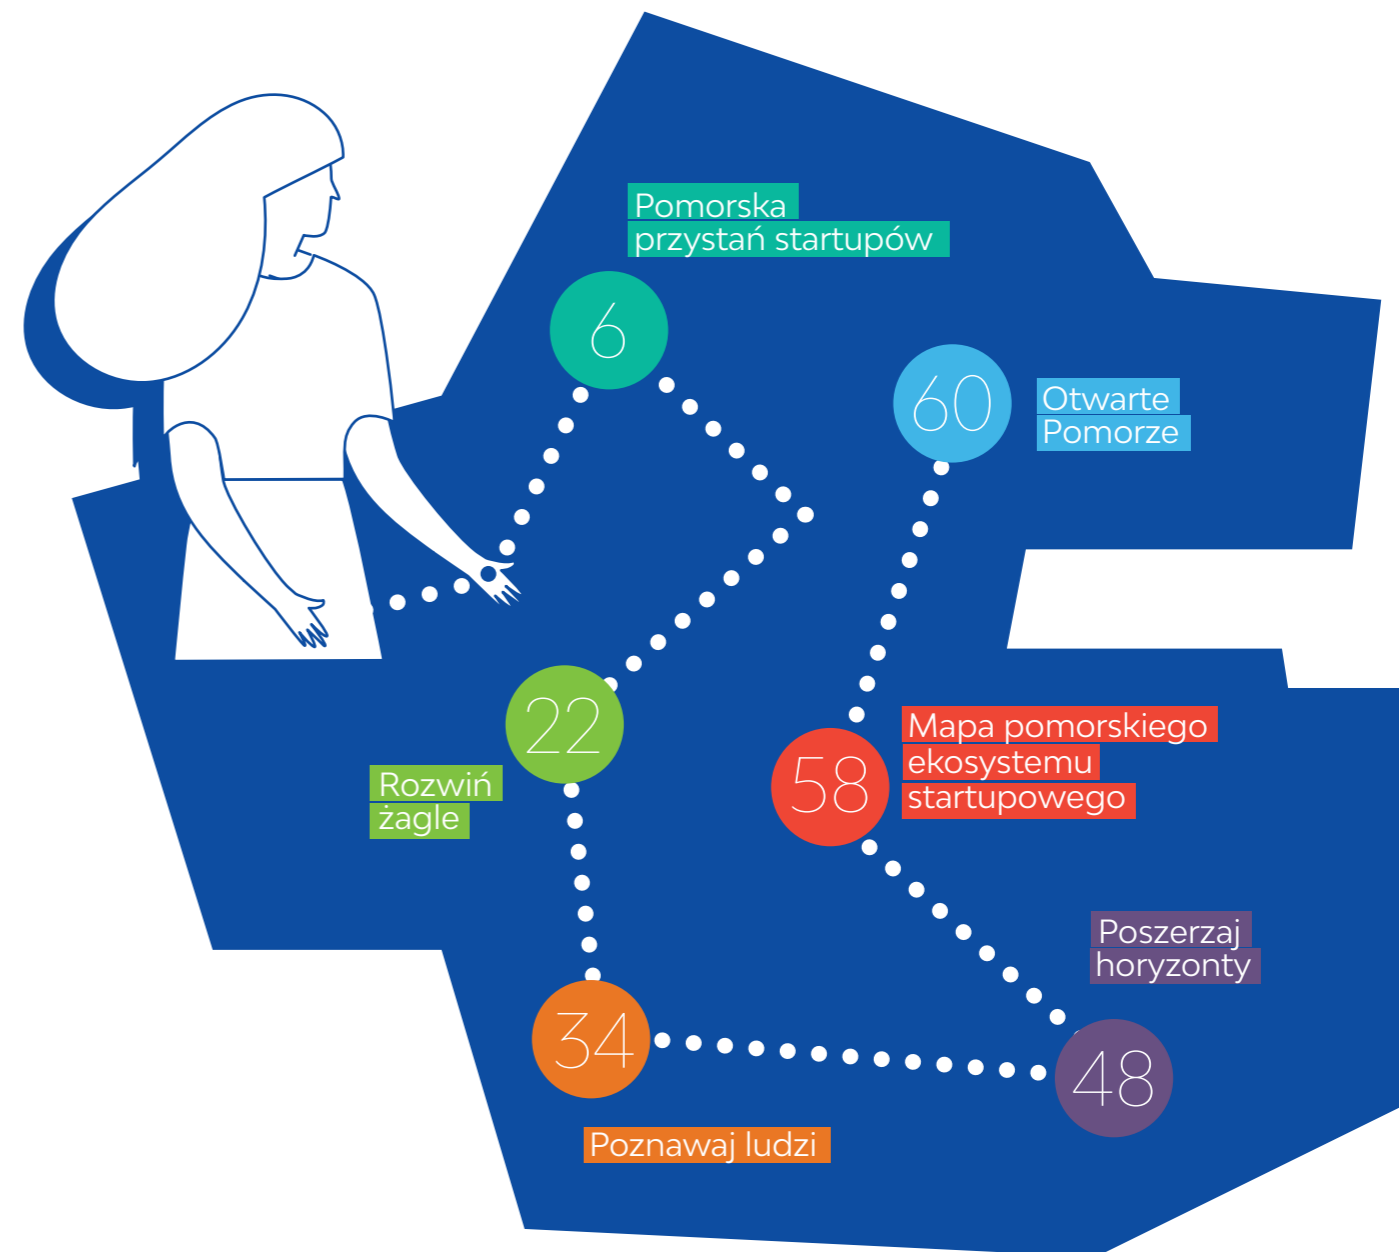 Pomorska
przystań startupów
6
60
Otwarte
Pomorze
22
Rozwiń
żagle
58
Mapa pomorskiego
ekosystemu
startupowego
Poszerzaj
horyzonty
48
34
Poznawaj ludzi